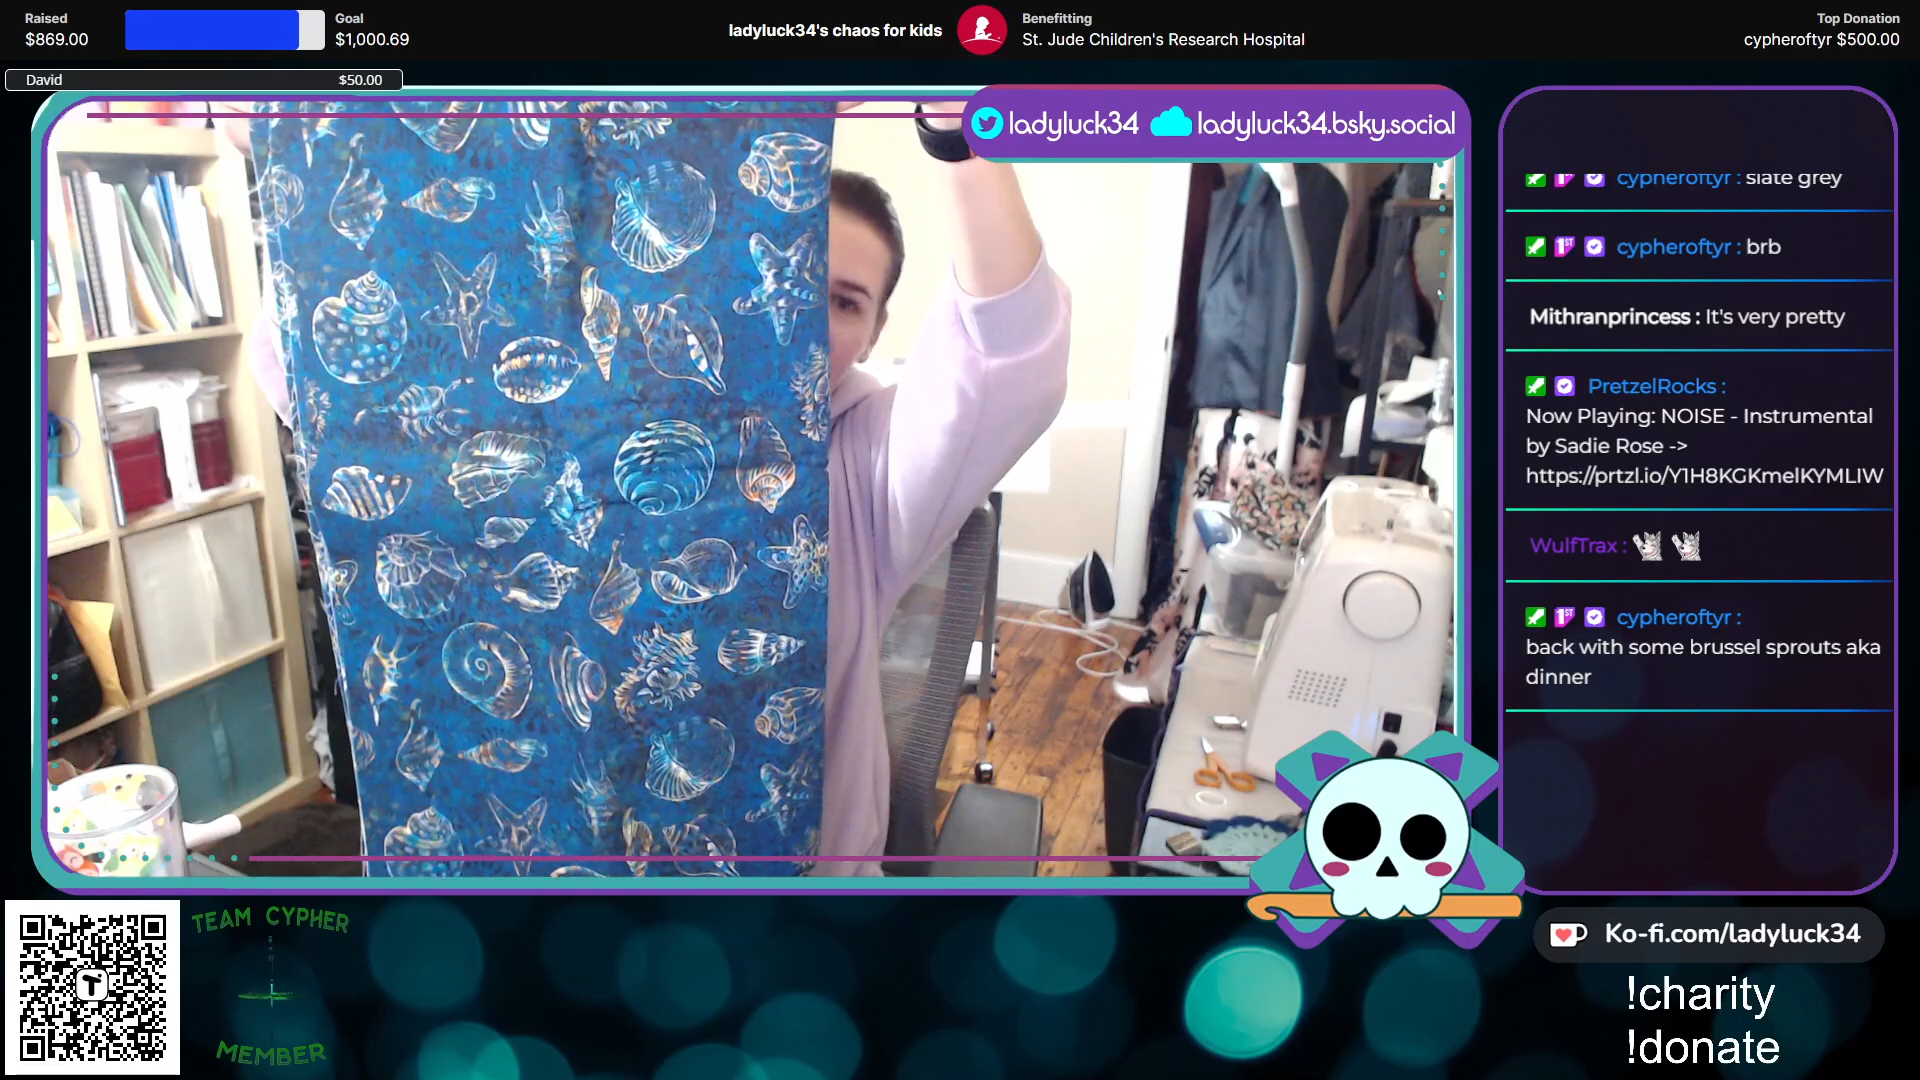 Raised
$869.00
Goal
$1,000.69
ladyluck34's chaos for kids
Benefitting
St. Jude Children's Research Hospital
Top Donation
cypheroftyr $500.00
David $50.00
ladyluck34 ladyluck34.bsky.social
cypheroftyr : slate grey
1ST cypheroftyr : brb
Mithranprincess : It's very pretty
PretzelRocks :
Now Playing: NOISE - Instrumental
by Sadie Rose ->
https://prtzl.io/Y1H8KGKmelKYMLIW
WulfTrax :
1ST cypheroftyr :
back with some brussel sprouts aka
dinner
TEAM CYPHER
MEMBER
Ko-fi.com/ladyluck34
!charity
!donate